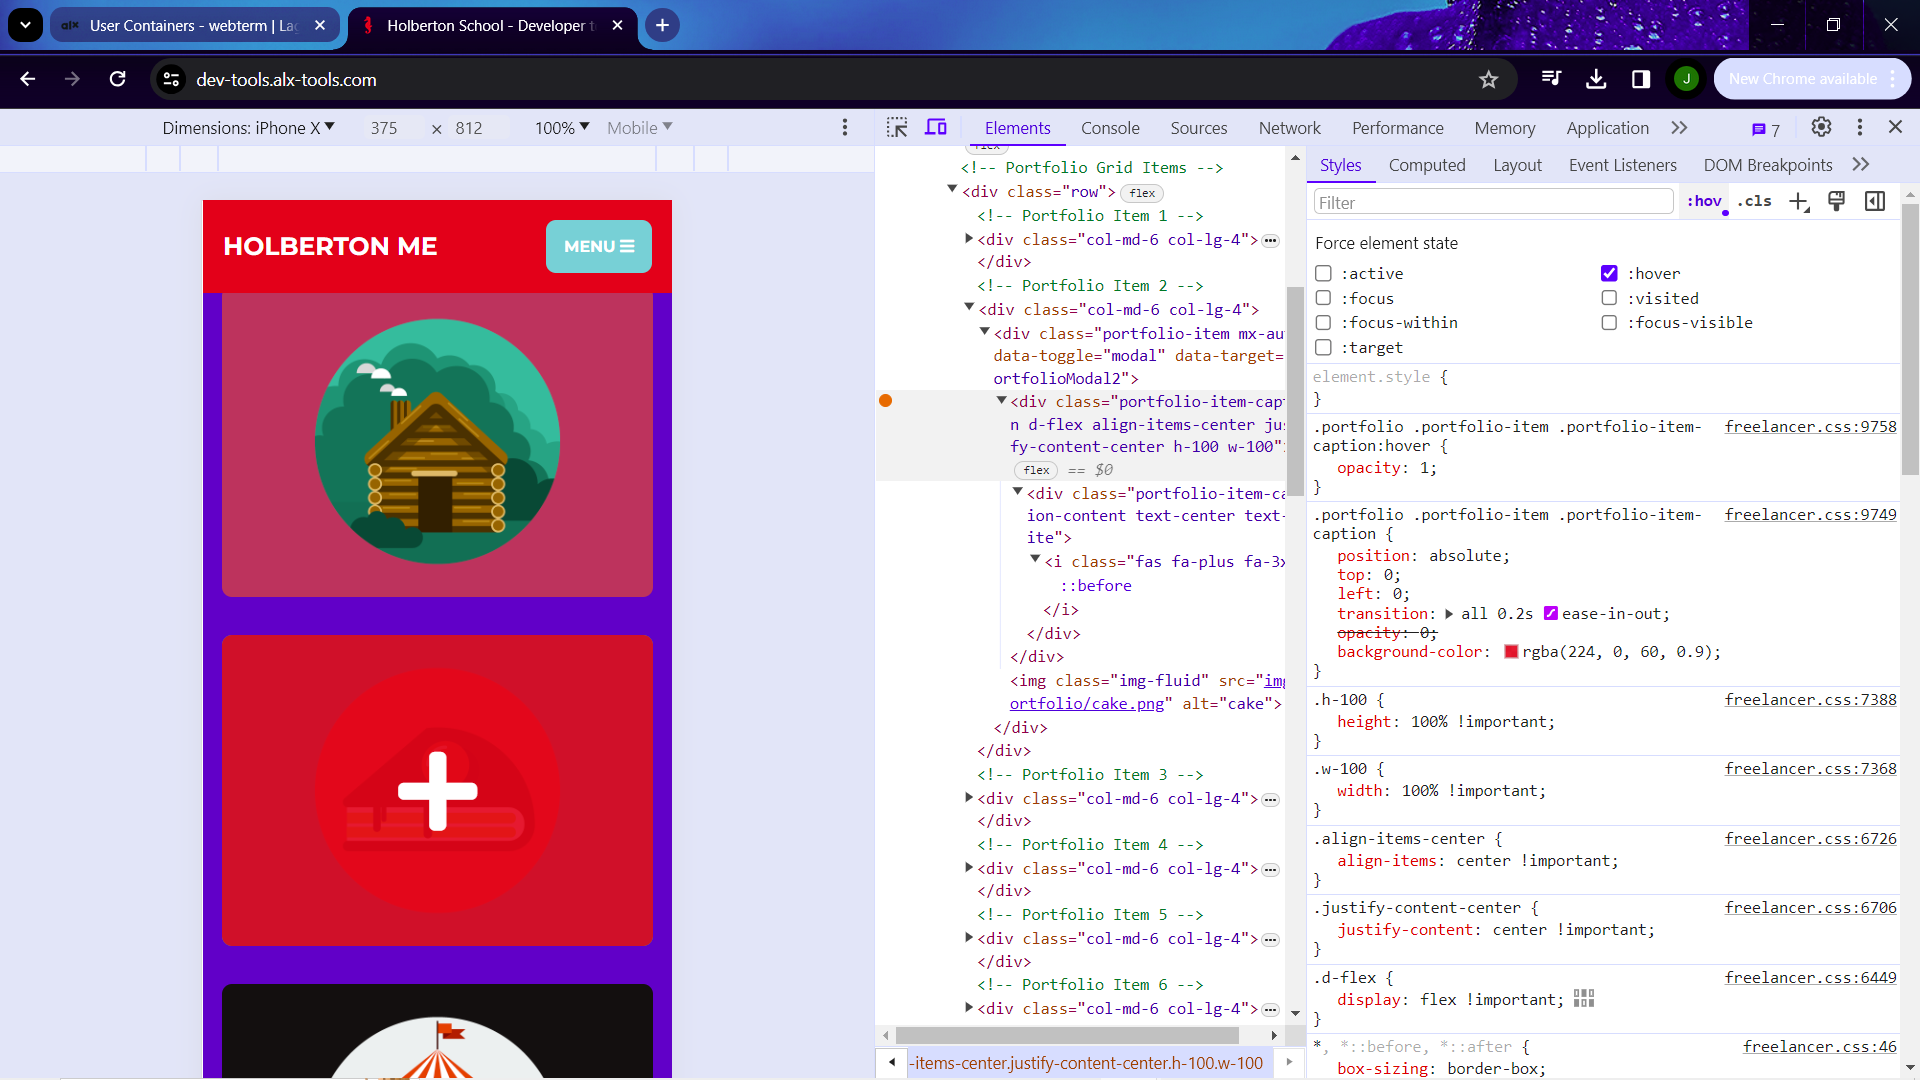 alx User Containers - webterm | Lag
Holberton School - Developer t
dev-tools.alx-tools.com
J
New Chrome available
Dimensions: iPhone X 375 × 812 100% Mobile
Elements Console Sources Network Performance Memory Application 7
HOLBERTON ME
MENU
flex
<!-- Portfolio Grid Items -->
<div class="row"> flex
<!-- Portfolio Item 1 -->
<div class="col-md-6 col-lg-4">
</div>
<!-- Portfolio Item 2 -->
<div class="col-md-6 col-lg-4">
<div class="portfolio-item mx-au
data-toggle="modal" data-target=
ortfolioModal2">
<div class="portfolio-item-capt
n d-flex align-items-center jus
fy-content-center h-100 w-100">
flex == $0
<div class="portfolio-item-ca
ion-content text-center text-
ite">
<i class="fas fa-plus fa-3x
::before
</i>
</div>
</div>
<img class="img-fluid" src="img
ortfolio/cake.png" alt="cake">
</div>
</div>
<!-- Portfolio Item 3 -->
<div class="col-md-6 col-lg-4">
</div>
<!-- Portfolio Item 4 -->
<div class="col-md-6 col-lg-4">
</div>
<!-- Portfolio Item 5 -->
<div class="col-md-6 col-lg-4">
</div>
<!-- Portfolio Item 6 -->
<div class="col-md-6 col-lg-4">
-items-center.justify-content-center.h-100.w-100
Styles Computed Layout Event Listeners DOM Breakpoints
Filter :hov .cls
Force element state
:active :hover
:focus :visited
:focus-within :focus-visible
:target
element.style {
}
.portfolio .portfolio-item .portfolio-item- freelancer.css:9758
caption:hover {
opacity: 1;
}
.portfolio .portfolio-item .portfolio-item- freelancer.css:9749
caption {
position: absolute;
top: 0;
left: 0;
transition: all 0.2s ease-in-out;
opacity: 0;
background-color: rgba(224, 0, 60, 0.9);
}
.h-100 { freelancer.css:7388
height: 100% !important;
}
.w-100 { freelancer.css:7368
width: 100% !important;
}
.align-items-center { freelancer.css:6726
align-items: center !important;
}
.justify-content-center { freelancer.css:6706
justify-content: center !important;
}
.d-flex { freelancer.css:6449
display: flex !important;
}
*, *::before, *::after { freelancer.css:46
box-sizing: border-box;